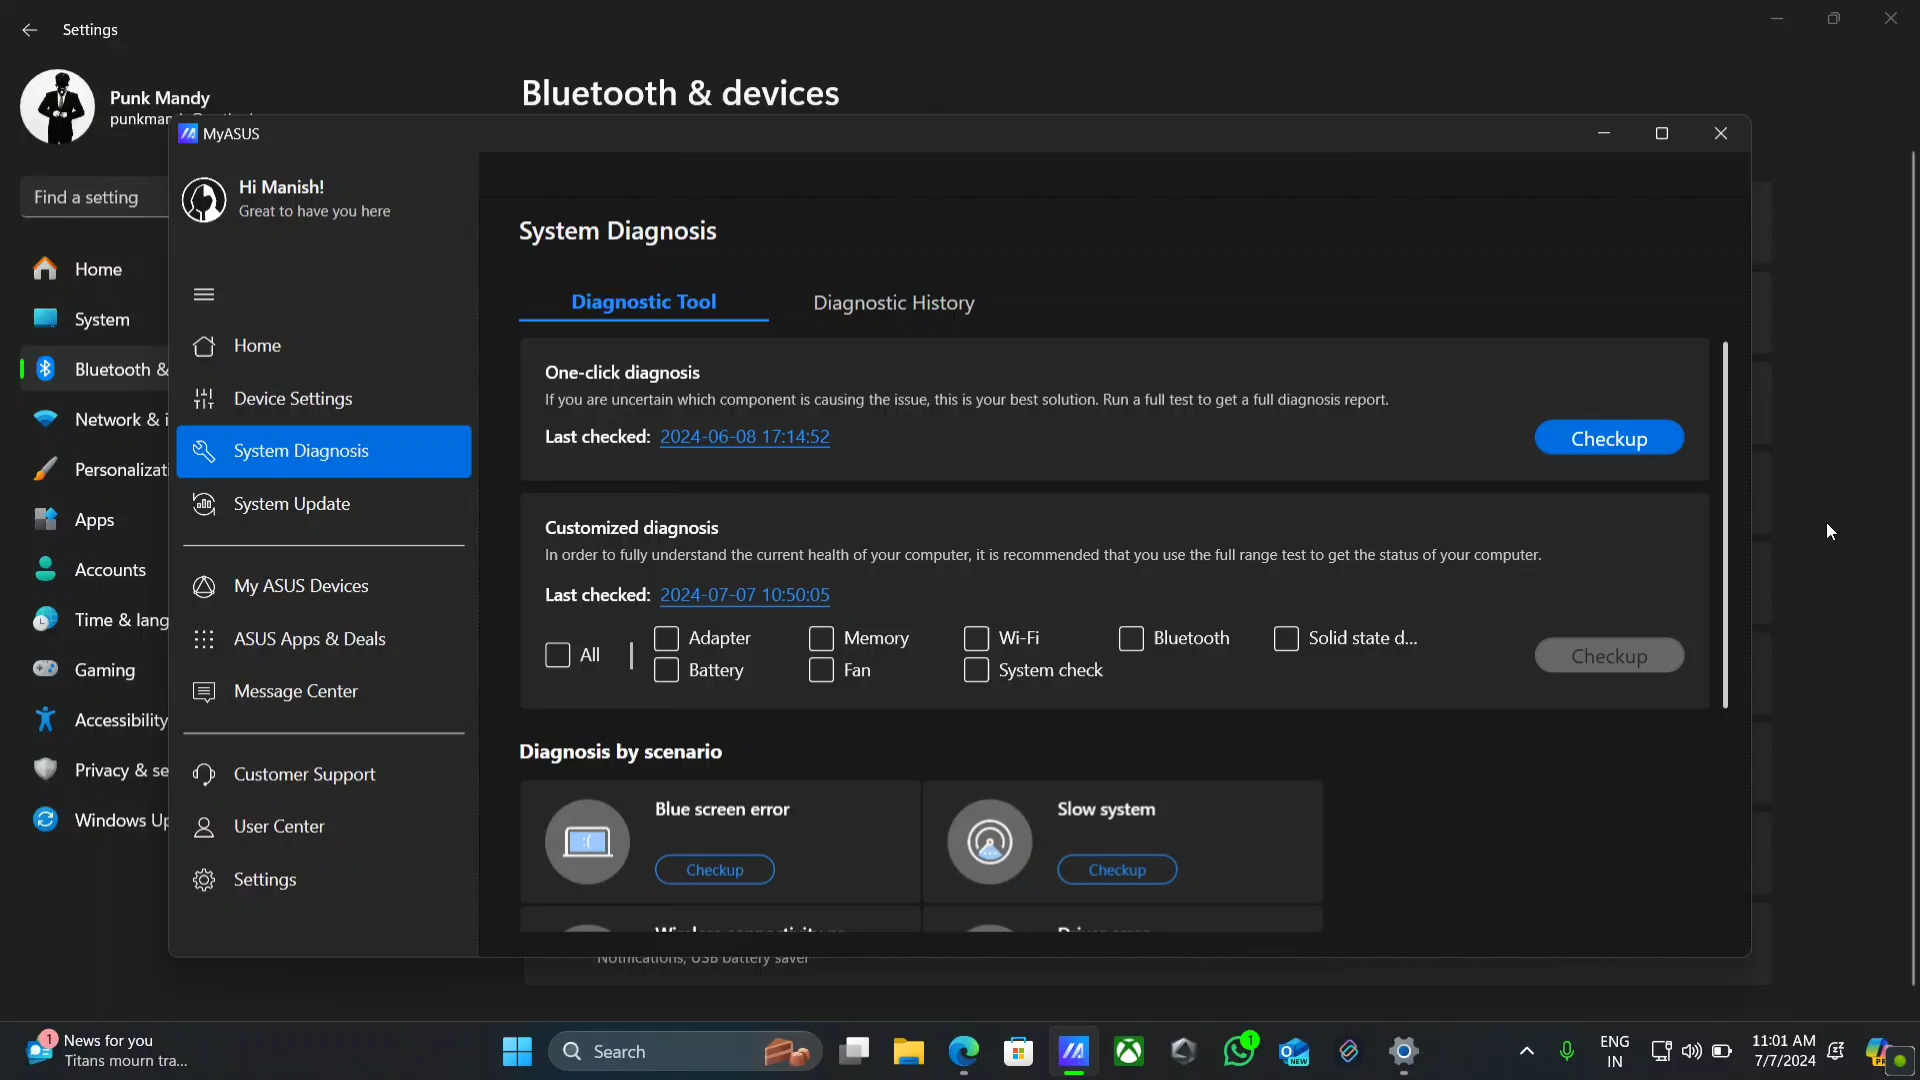 Settings
Punk Mandy
Bluetooth & devices
MyASUS
Hi Manish!
Great to have you here
Find a setting
Home
System
Bluetooth &
Network &
Apps
Accounts
Time & lang
Gaming
Accessibility
Privacy &
Windows
Home
Device Settings
System Diagnosis
System Update
My ASUS Devices
ASUS Apps & Deals
Message Center
Customer Support
User Center
Settings
System Diagnosis
Diagnostic Tool
Diagnostic History
One-click diagnosis
If you are uncertain which component is causing the issue, this is your best solution. Run a full test to get a full diagnosis report.
Last checked: 2024-06-08 17:14:52
Checkup
Customized diagnosis
In order to fully understand the current health of your computer, it is recommended that you use the full range test to get the status of your computer.
Last checked: 2024-07-07 10:50:05
All
Adapter Memory Wi-Fi Bluetooth Solid state d...
Battery Fan System check
Checkup
Diagnosis by scenario
Blue screen error
Checkup
Slow system
Checkup
Notifications, USB battery saver
1
News for you
Titans mourn tra...
Search
1
NEW
ENG
IN
11:01 AM
7/7/2024